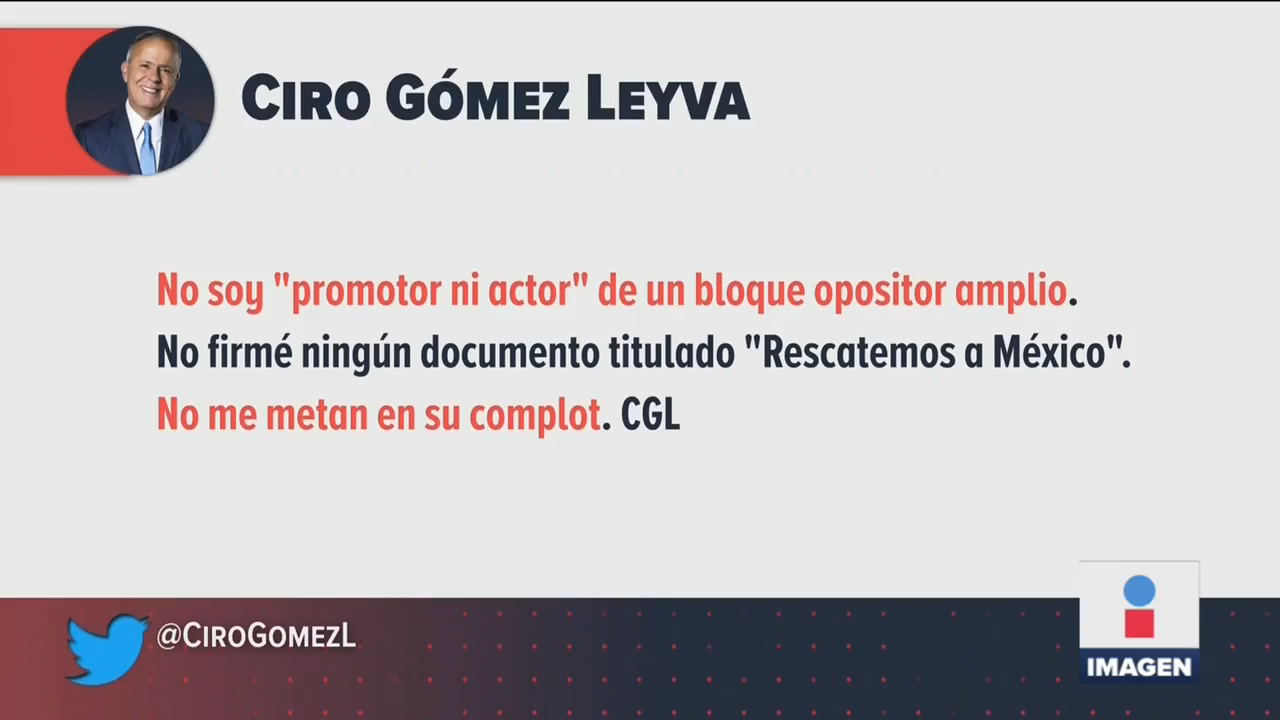 CIRO GÓMEZ LEYVA
No soy "promotor ni actor" de un bloque opositor amplio.
No firmé ningún documento titulado "Rescatemos a México".
No me metan en su complot. CGL
@CIROGOMEZL
IMAGEN